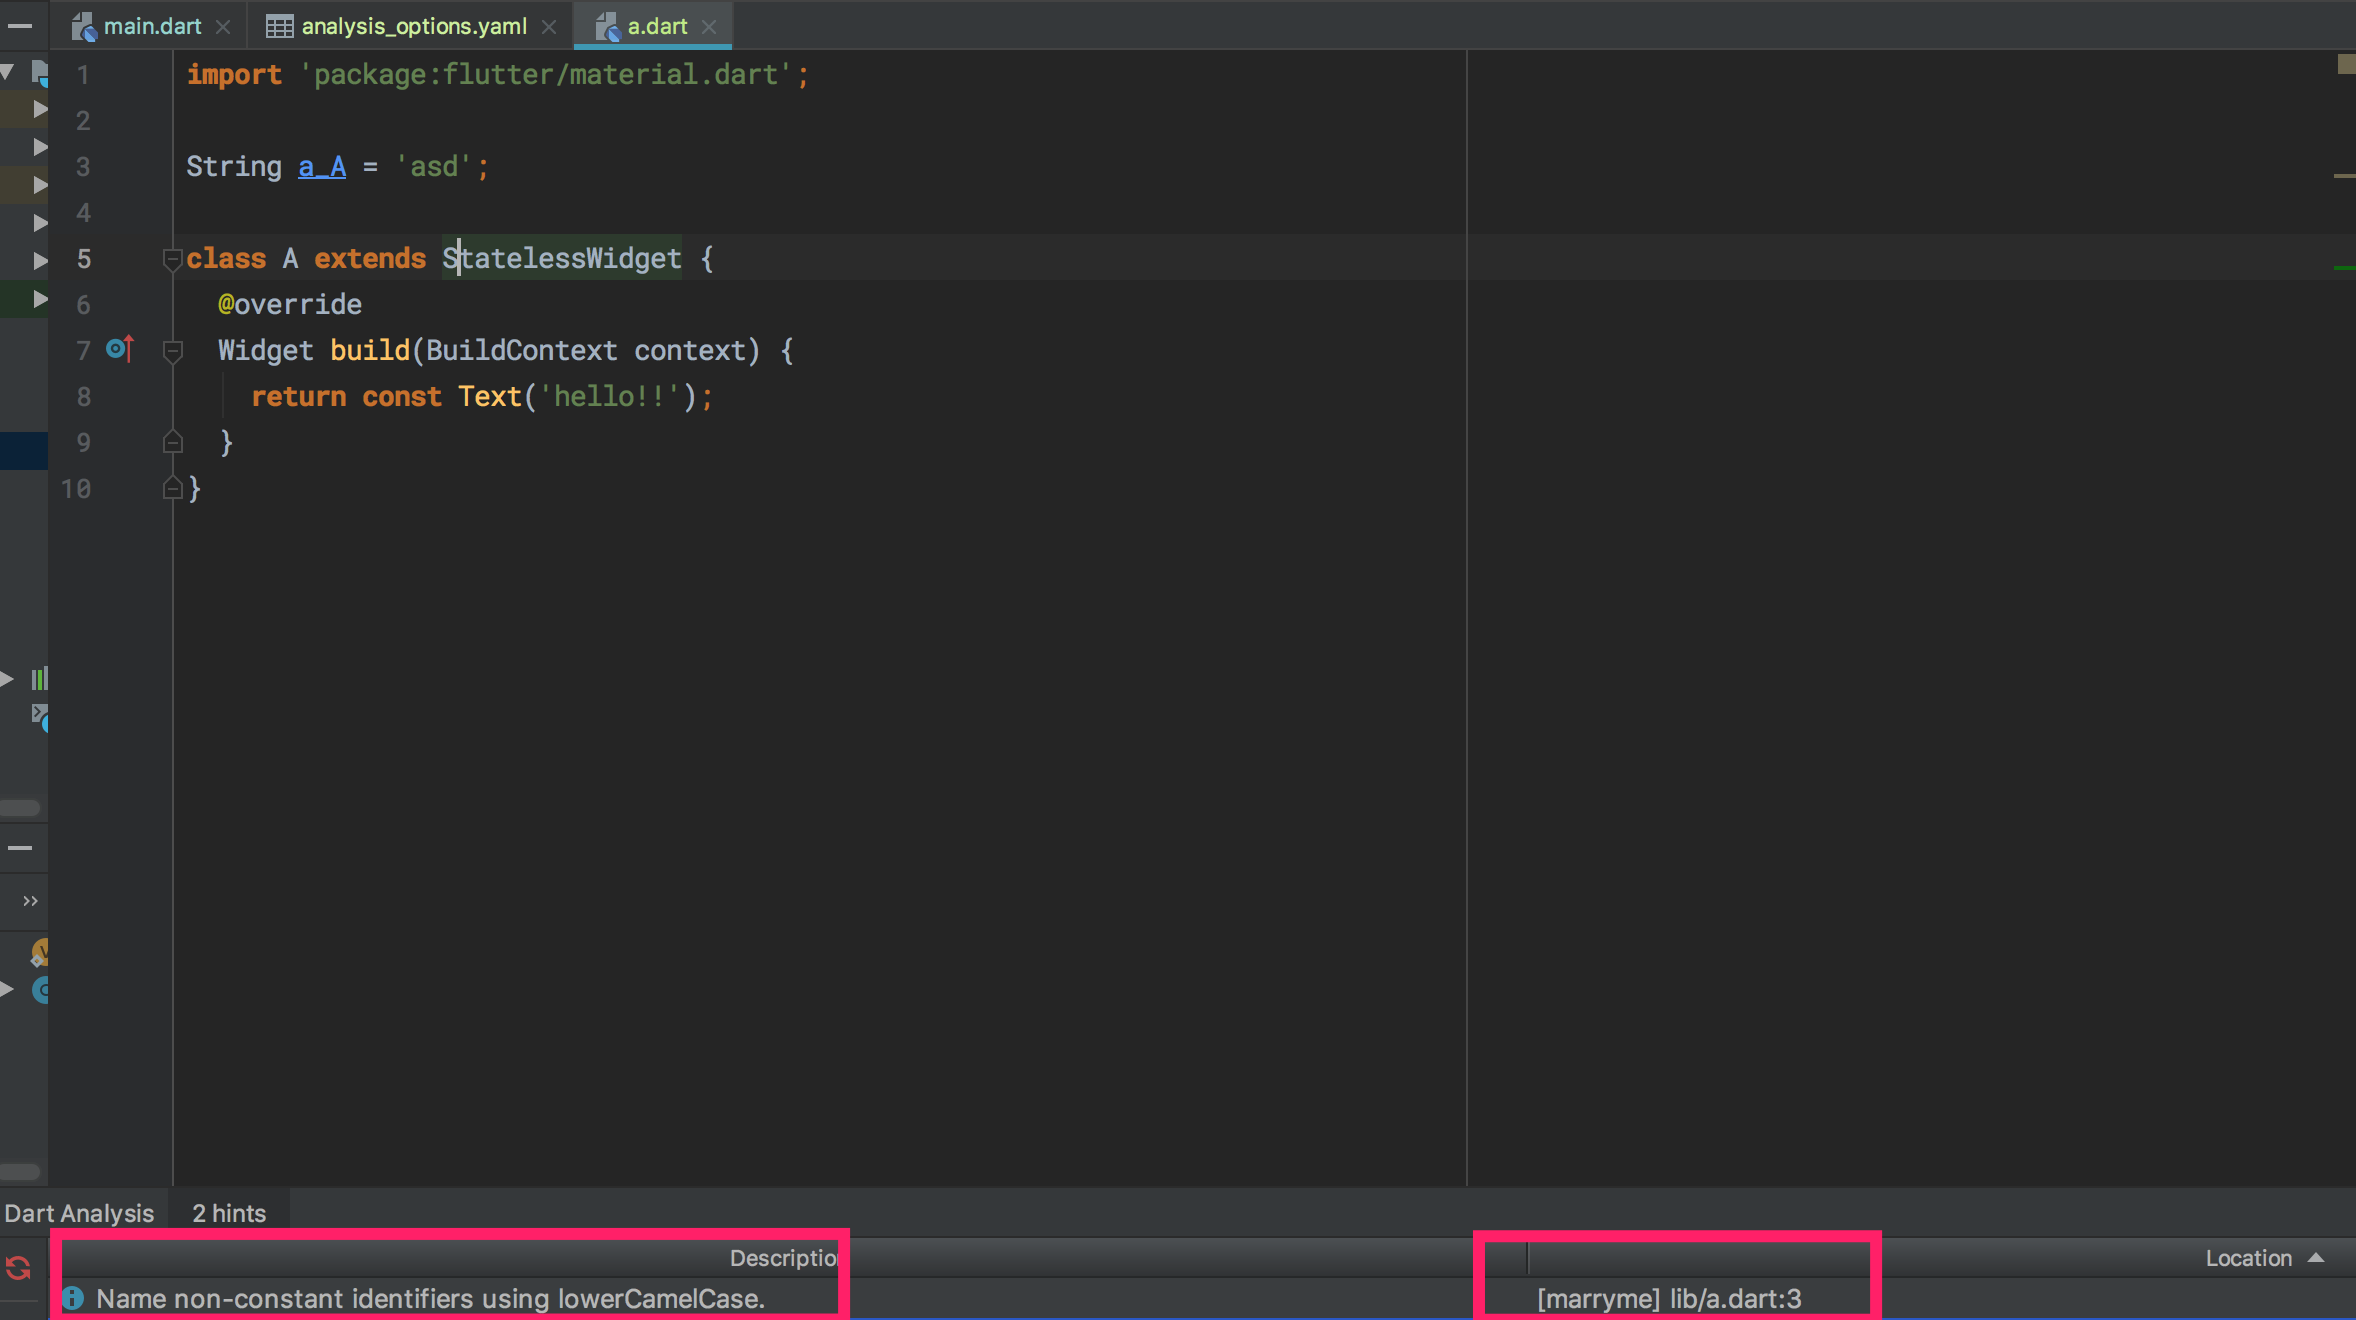 main.dart analysis_options.yaml a.dart
1 import 'package:flutter/material.dart';
2
3 String a_A = 'asd';
4
5 class A extends StatelessWidget {
6 @override
7 Widget build(BuildContext context) {
8 return const Text('hello!!');
9 }
10 }
Dart Analysis 2 hints
Description Location
Name non-constant identifiers using lowerCamelCase. [marryme] lib/a.dart:3